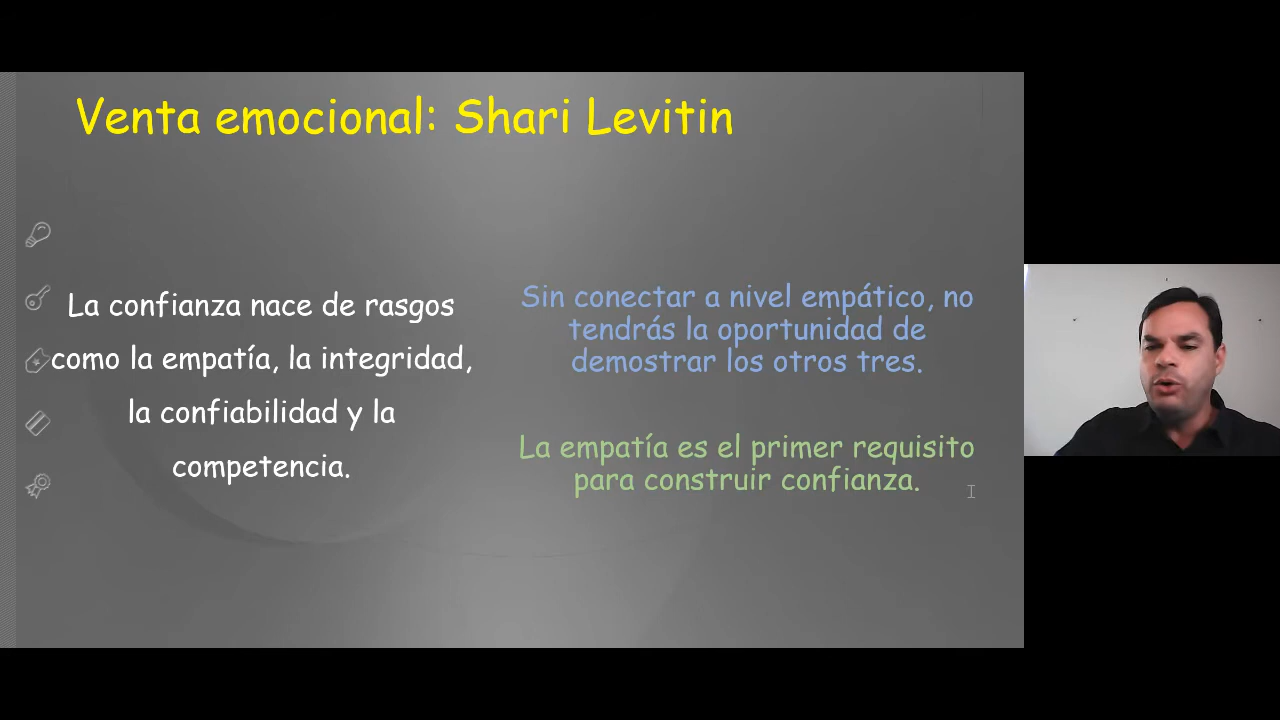 Venta emocional: Shari Levitin
La confianza nace de rasgos
como la empatía, la integridad,
la confiabilidad y la
competencia.
Sin conectar a nivel empático, no
tendrás la oportunidad de
demostrar los otros tres.
La empatía es el primer requisito
para construir confianza.